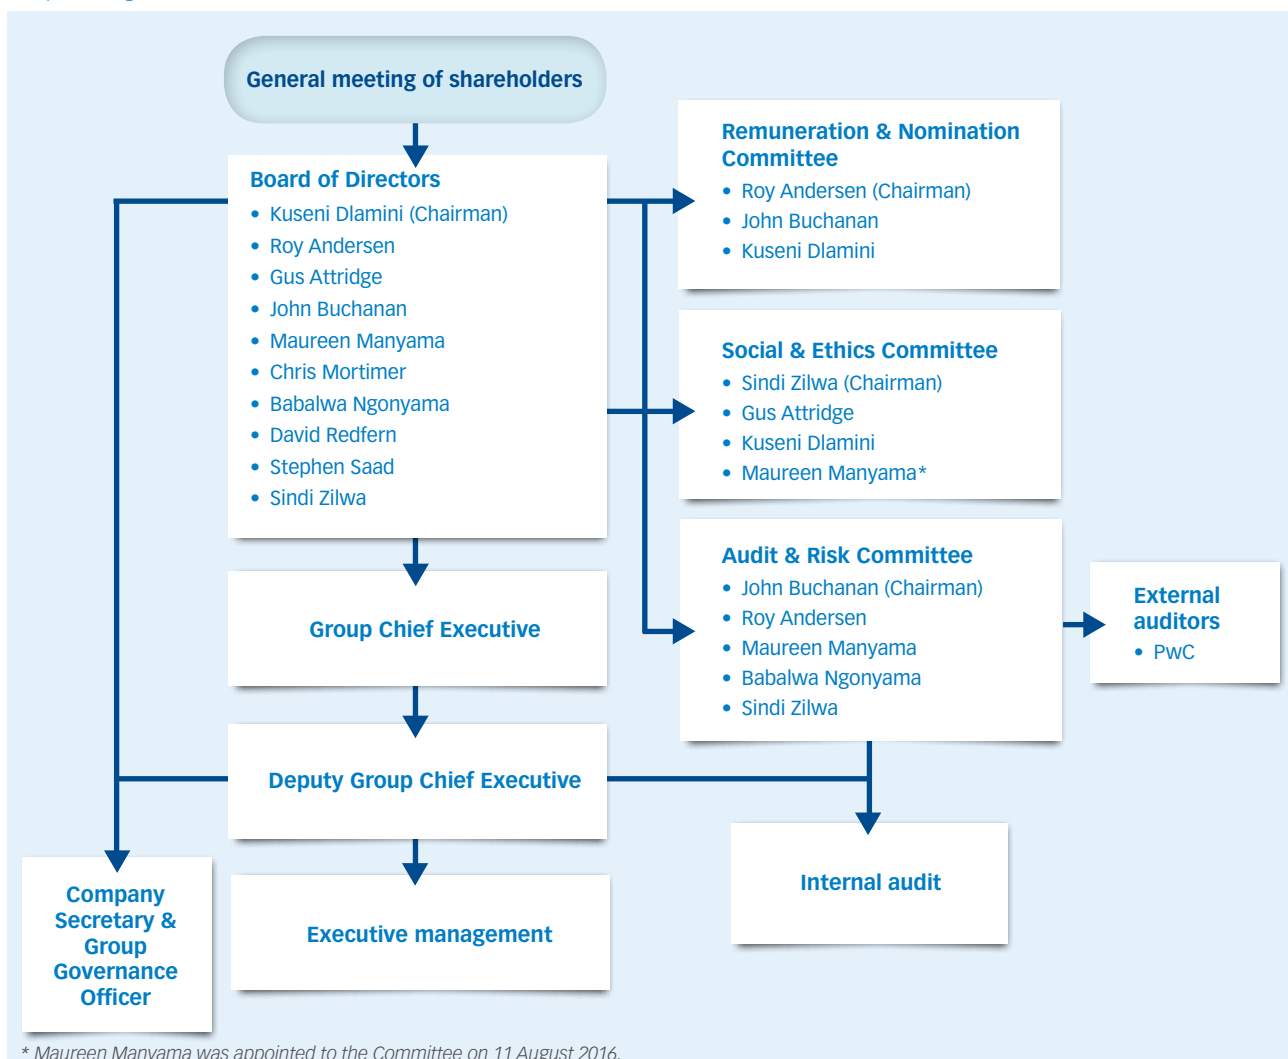 General meeting of shareholders
Board of Directors
• Kuseni Dlamini (Chairman)
• Roy Andersen
• Gus Attridge
• John Buchanan
• Maureen Manyama
• Chris Mortimer
• Babalwa Ngonyama
• David Redfern
• Stephen Saad
• Sindi Zilwa
Remuneration & Nomination
Committee
• Roy Andersen (Chairman)
• John Buchanan
• Kuseni Dlamini
Social & Ethics Committee
• Sindi Zilwa (Chairman)
• Gus Attridge
• Kuseni Dlamini
• Maureen Manyama*
Audit & Risk Committee
• John Buchanan (Chairman)
• Roy Andersen
• Maureen Manyama
• Babalwa Ngonyama
• Sindi Zilwa
External
auditors
• PwC
Group Chief Executive
Deputy Group Chief Executive
Internal audit
Executive management
Company
Secretary &
Group
Governance
Officer
* Maureen Manyama was appointed to the Committee on 11 August 2016.